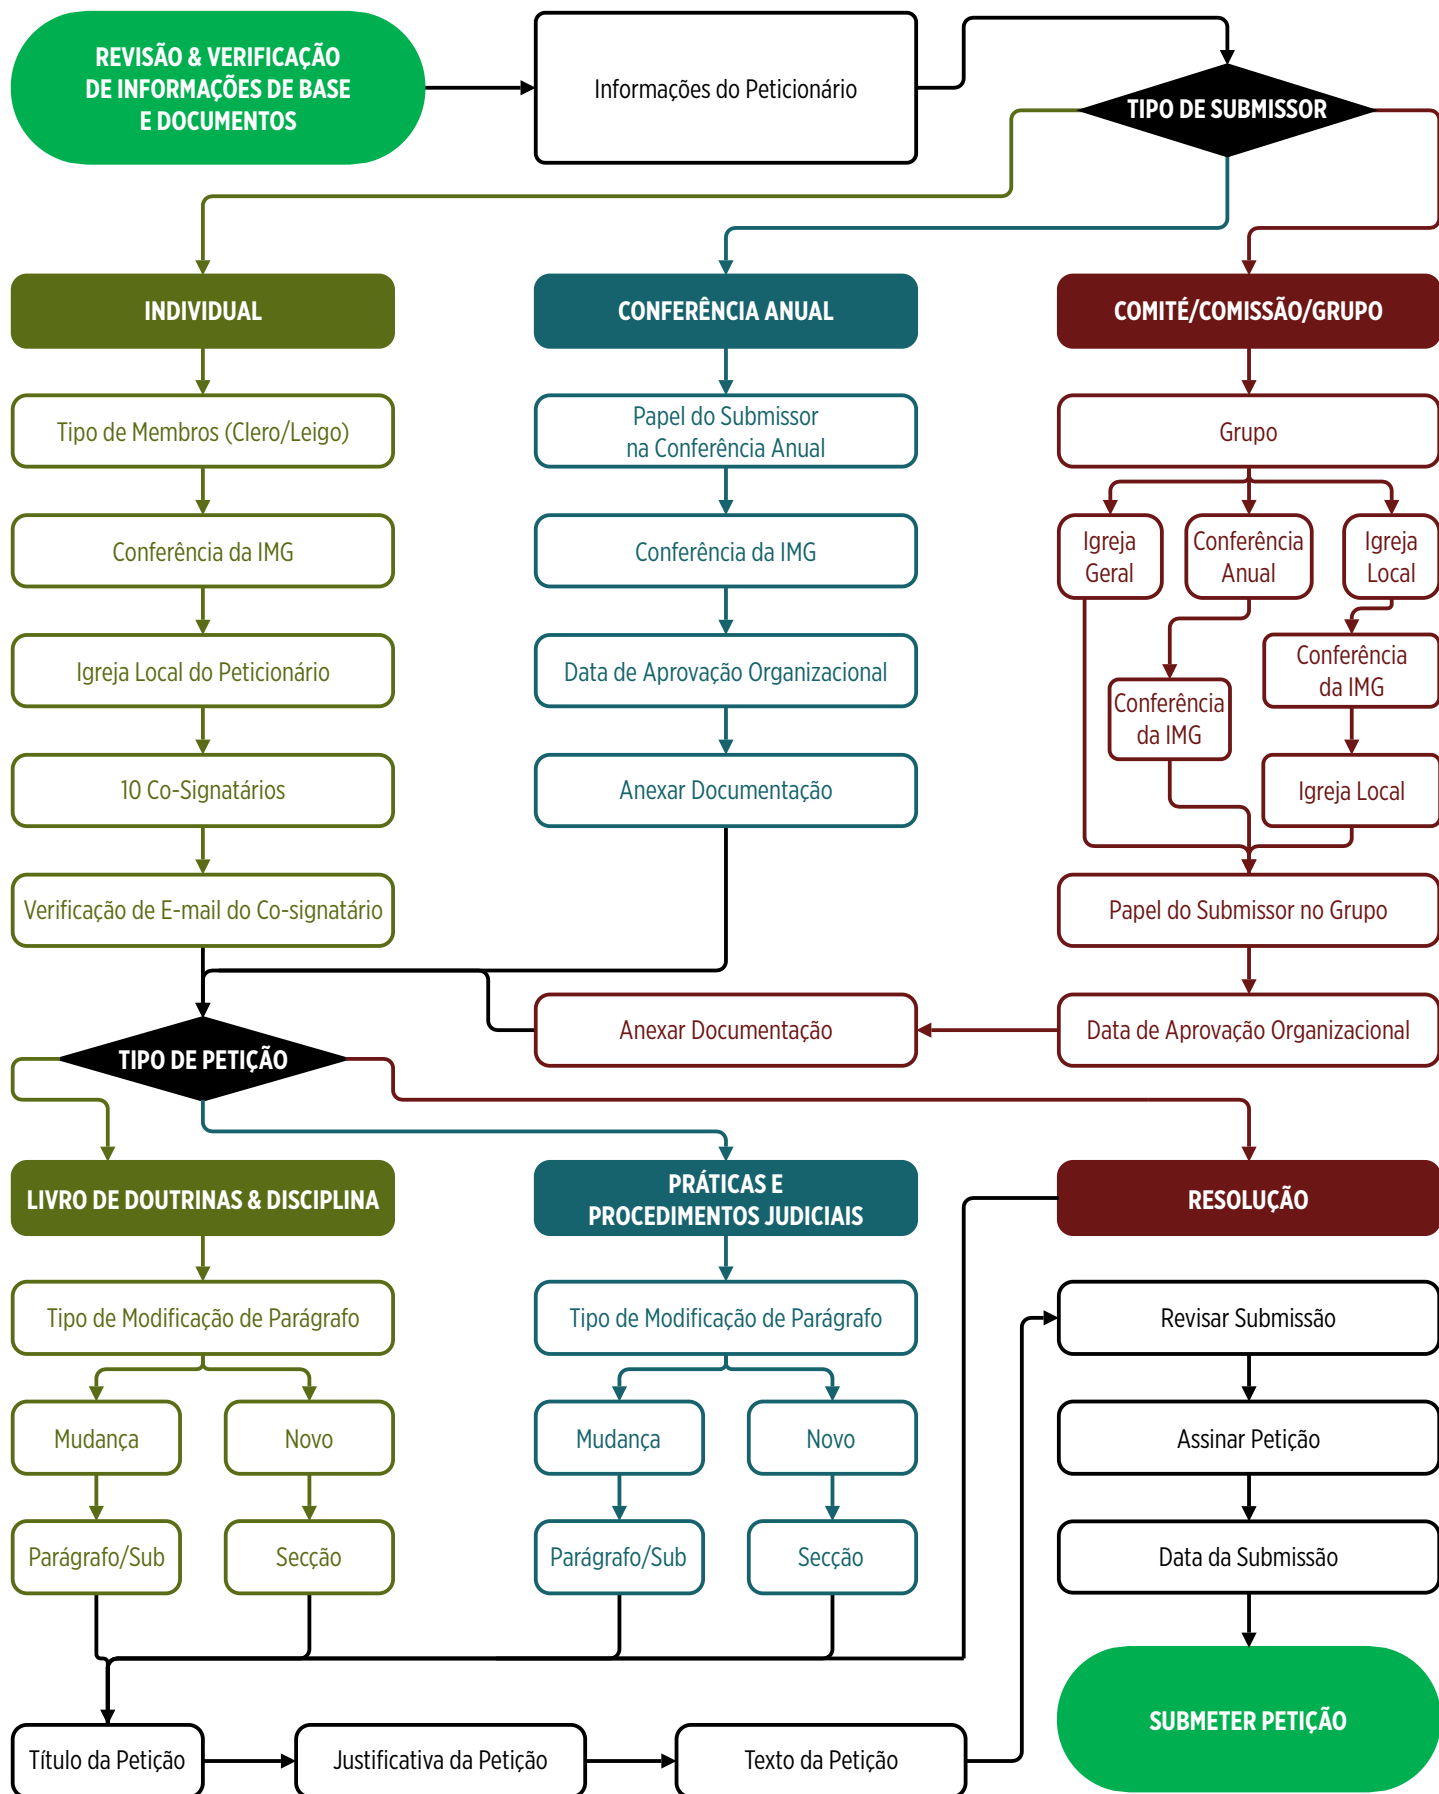 REVISÃO & VERIFICAÇÃO
DE INFORMAÇÕES DE BASE
E DOCUMENTOS
Informações do Peticionário
TIPO DE SUBMISSOR
INDIVIDUAL
Tipo de Membros (Clero/Leigo)
Conferência da IMG
Igreja Local do Peticionário
10 Co-Signatários
Verificação de E-mail do Co-signatário
CONFERÊNCIA ANUAL
Papel do Submissor
na Conferência Anual
Conferência da IMG
Data de Aprovação Organizacional
Anexar Documentação
COMITÉ/COMISSÃO/GRUPO
Grupo
Igreja
Geral
Conferência
Anual
Igreja
Local
Conferência
da IMG
Conferência
da IMG
Igreja Local
Papel do Submissor no Grupo
Data de Aprovação Organizacional
Anexar Documentação
TIPO DE PETIÇÃO
LIVRO DE DOUTRINAS & DISCIPLINA
Tipo de Modificação de Parágrafo
Mudança
Novo
Parágrafo/Sub
Secção
PRÁTICAS E
PROCEDIMENTOS JUDICIAIS
Tipo de Modificação de Parágrafo
Mudança
Novo
Parágrafo/Sub
Secção
RESOLUÇÃO
Título da Petição
Justificativa da Petição
Texto da Petição
Revisar Submissão
Assinar Petição
Data da Submissão
SUBMETER PETIÇÃO